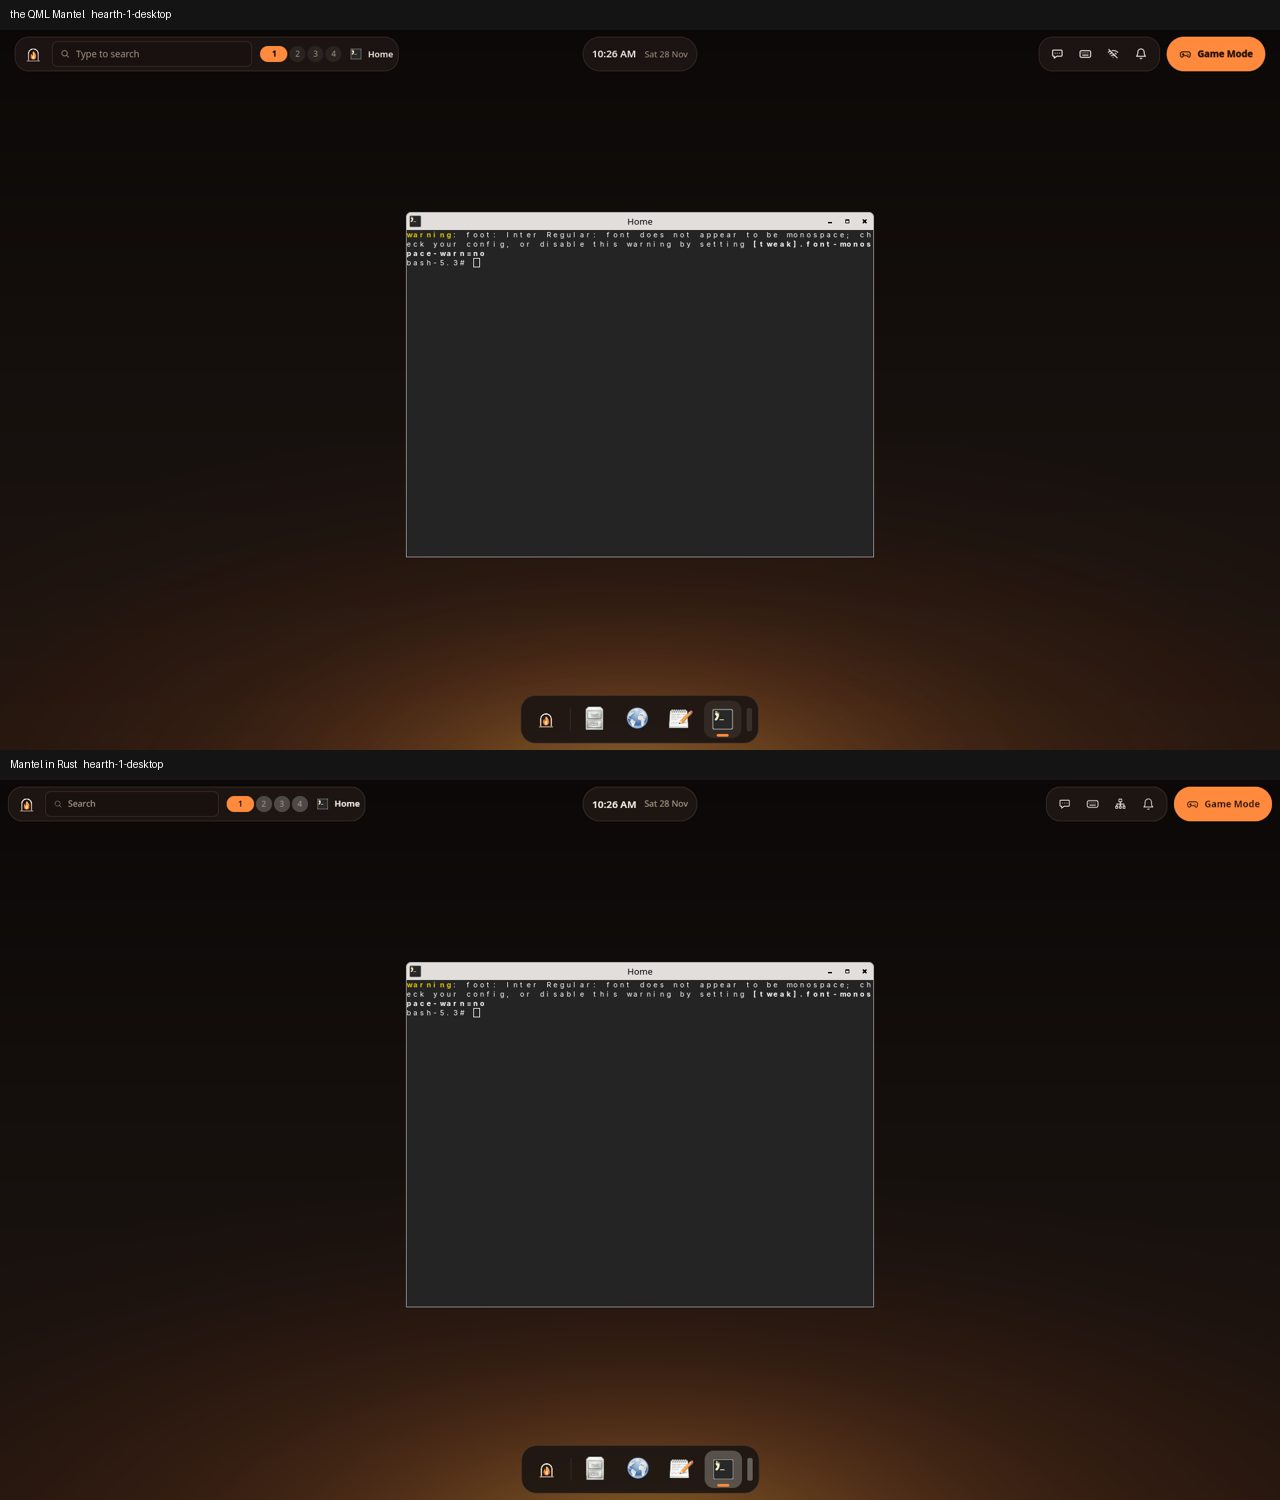 the QML Mantel hearth-1-desktop
Type to search
1 2 3 4
Home
10:26 AM Sat 28 Nov
Game Mode
Home
warning: foot: Inter Regular: font does not appear to be monospace; ch
eck your config, or disable this warning by setting [tweak].font-monos
pace-warn=no
bash-5.3#
Mantel in Rust hearth-1-desktop
Search
1 2 3 4
Home
10:26 AM Sat 28 Nov
Game Mode
Home
warning: foot: Inter Regular: font does not appear to be monospace; ch
eck your config, or disable this warning by setting [tweak].font-monos
pace-warn=no
bash-5.3#